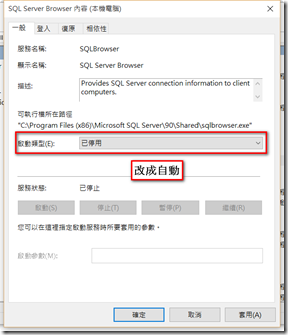 SQL Server Browser 內容 (本機電腦)
一般 登入 復原 相依性
服務名稱: SQLBrowser
顯示名稱: SQL Server Browser
描述: Provides SQL Server connection information to client
computers.
可執行檔所在路徑
"C:\Program Files (x86)\Microsoft SQL Server\90\Shared\sqlbrowser.exe"
啟動類型(E): 已停用
改成自動
服務狀態: 已停止
啟動(S) 停止(T) 暫停(P) 繼續(R)
您可以在這裡指定啟動服務時所要套用的參數。
啟動參數(M):
確定 取消 套用(A)